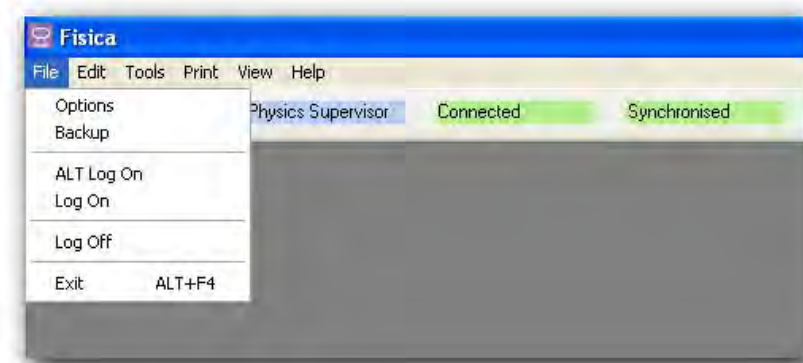 Fisica
File Edit Tools Print View Help
Physics Supervisor Connected Synchronised
Options
Backup
ALT Log On
Log On
Log Off
Exit ALT+F4